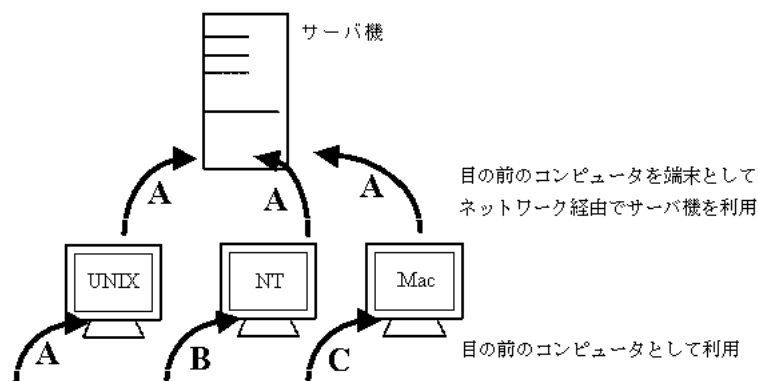 サーバ機
A
A
A
目の前のコンピュータを端末として
ネットワーク経由でサーバ機を利用
UNIX
NT
Mac
A
B
C
目の前のコンピュータとして利用